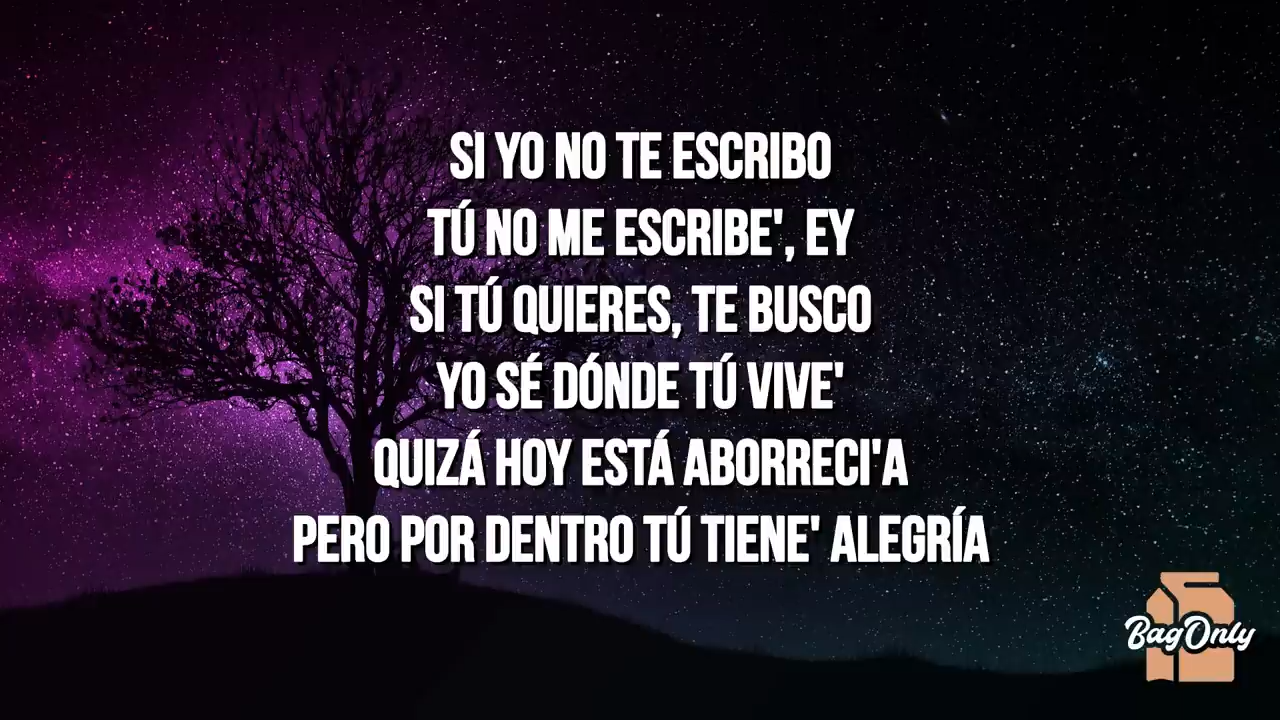 SI YO NO TE ESCRIBO
TÚ NO ME ESCRIBE', EY
SI TÚ QUIERES, TE BUSCO
YO SÉ DÓNDE TÚ VIVE'
QUIZÁ HOY ESTÁ ABORRECI'A
PERO POR DENTRO TÚ TIENE' ALEGRÍA
BagOnly